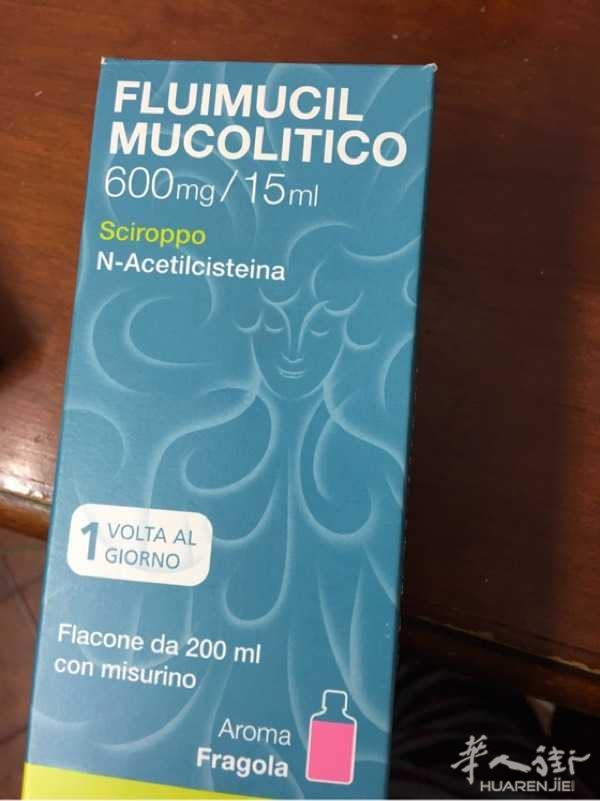 FLUIMUCIL
MUCOLITICO
600mg/15ml
Sciroppo
N-Acetilcisteina
1 VOLTA AL
GIORNO
Flacone da 200 ml
con misurino
Aroma
Fragola
華人街
HUARENJIE